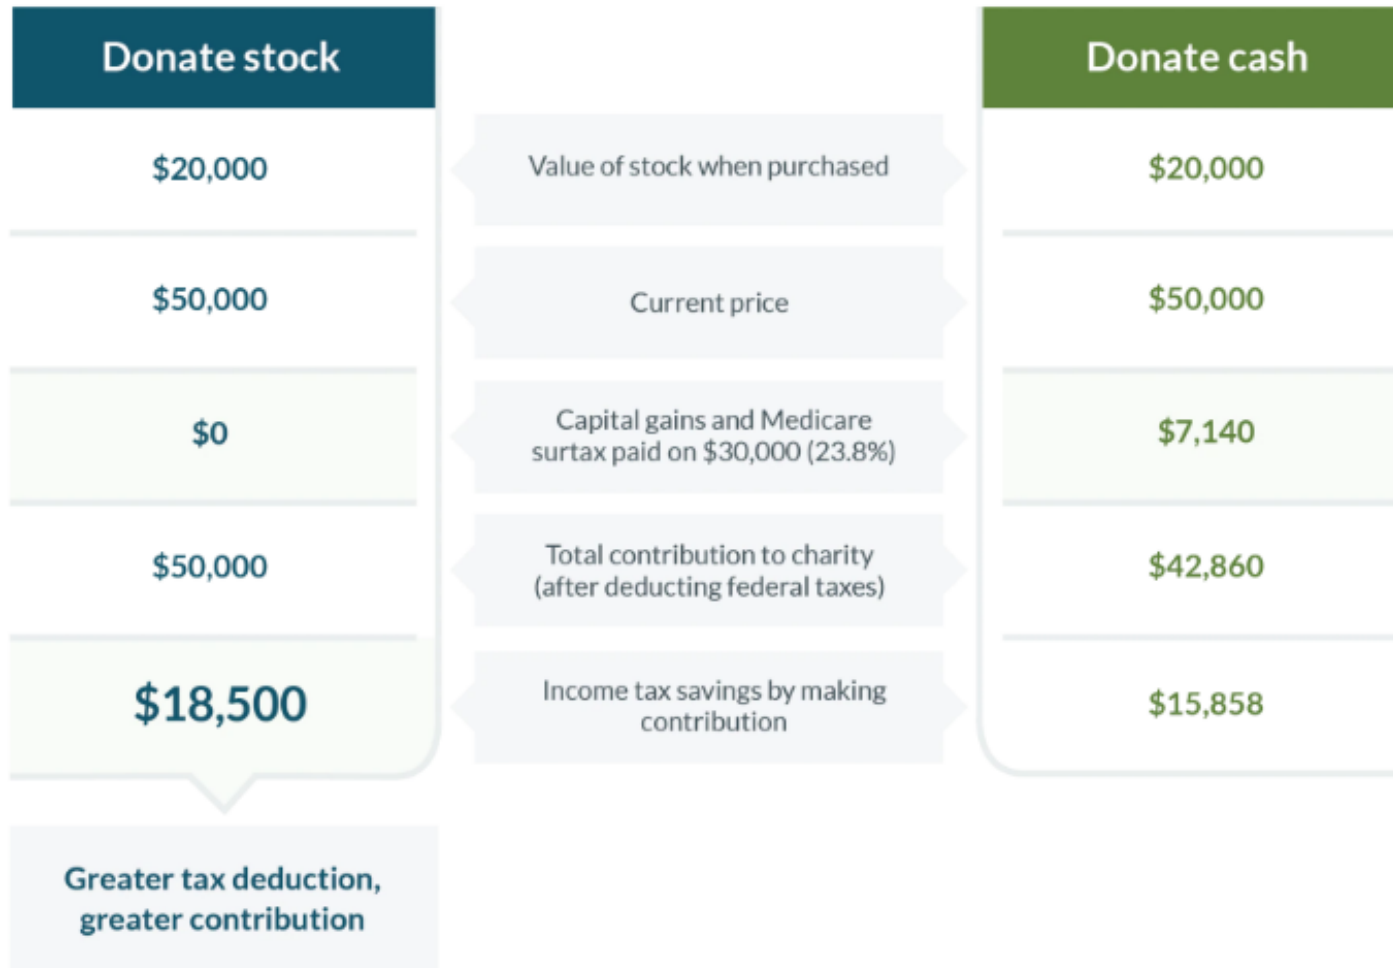 Donate stock
Donate cash
$20,000
Value of stock when purchased
$20,000
$50,000
Current price
$50,000
$0
Capital gains and Medicare
surtax paid on $30,000 (23.8%)
$7,140
$50,000
Total contribution to charity
(after deducting federal taxes)
$42,860
$18,500
Income tax savings by making
contribution
$15,858
Greater tax deduction,
greater contribution